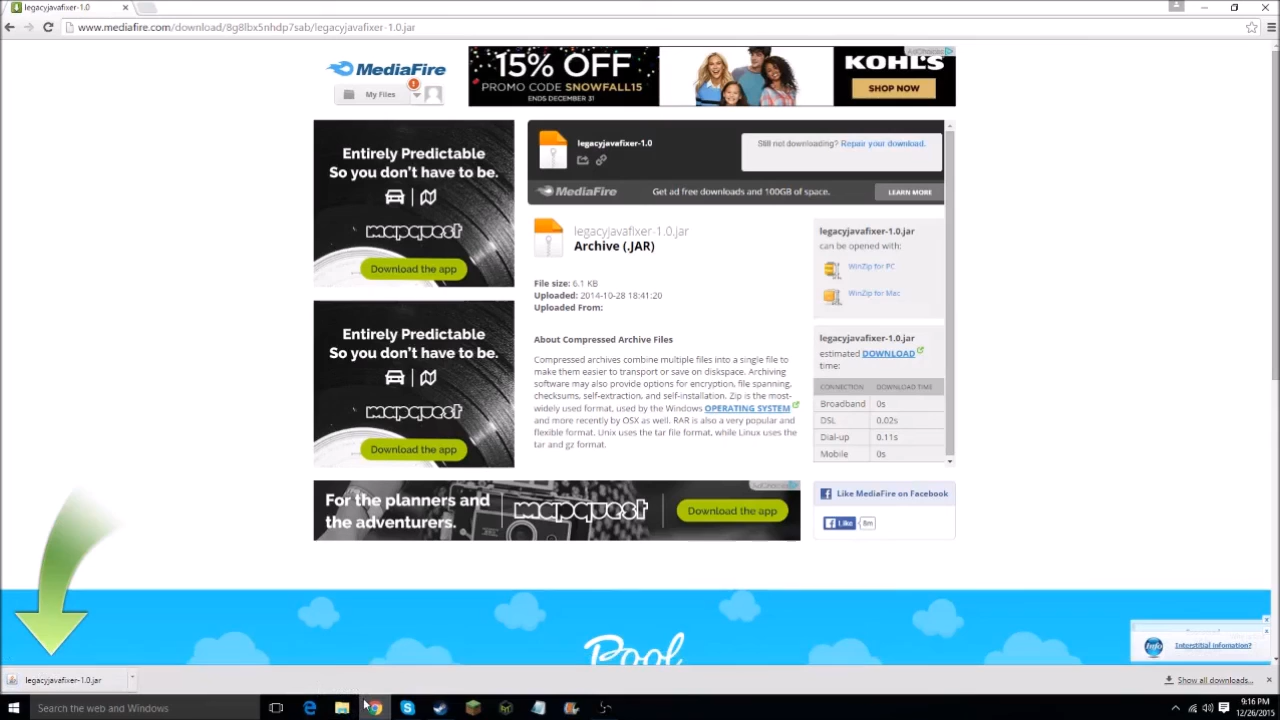 legacyjavafixer-1.0
www.mediafire.com/download/8g8lbx5nhdp7sab/legacyjavafixer-1.0.jar
MediaFire
My Files
1
15% OFF
PROMO CODE SNOWFALL15
ENDS DECEMBER 31
AdChoices
KOHL'S
SHOP NOW
Entirely Predictable
So you don't have to be.
mapquest
Download the app
Entirely Predictable
So you don't have to be.
mapquest
Download the app
legacyjavafixer-1.0
Still not downloading? Repair your download.
MediaFire
Get ad free downloads and 100GB of space.
LEARN MORE
legacyjavafixer-1.0.jar
Archive (.JAR)
File size: 6.1 KB
Uploaded: 2014-10-28 18:41:20
Uploaded From:
About Compressed Archive Files
Compressed archives combine multiple files into a single file to
make them easier to transport or save on diskspace. Archiving
software may also provide options for encryption, file spanning,
checksums, self-extraction, and self-installation. Zip is the most-
widely used format, used by the Windows OPERATING SYSTEM
and more recently by OSX as well. RAR is also a very popular and
flexible format. Unix uses the tar file format, while Linux uses the
tar and gz format.
legacyjavafixer-1.0.jar
can be opened with:
WinZip for PC
WinZip for Mac
legacyjavafixer-1.0.jar
estimated DOWNLOAD
time:
CONNECTION DOWNLOAD TIME
Broadband 0s
DSL 0.02s
Dial-up 0.11s
Mobile 0s
For the planners and
the adventurers.
mapquest
Download the app
AdChoices
Like MediaFire on Facebook
Like 8m
Pool
Info
Interstitial infomation?
legacyjavafixer-1.0.jar
Show all downloads...
Search the web and Windows
9:16 PM
12/26/2015